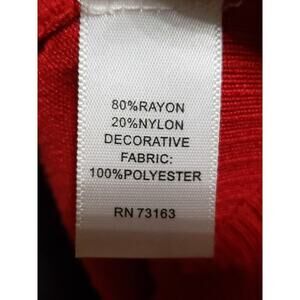 80%RAYON
20%NYLON
DECORATIVE
FABRIC:
100%POLYESTER
RN 73163